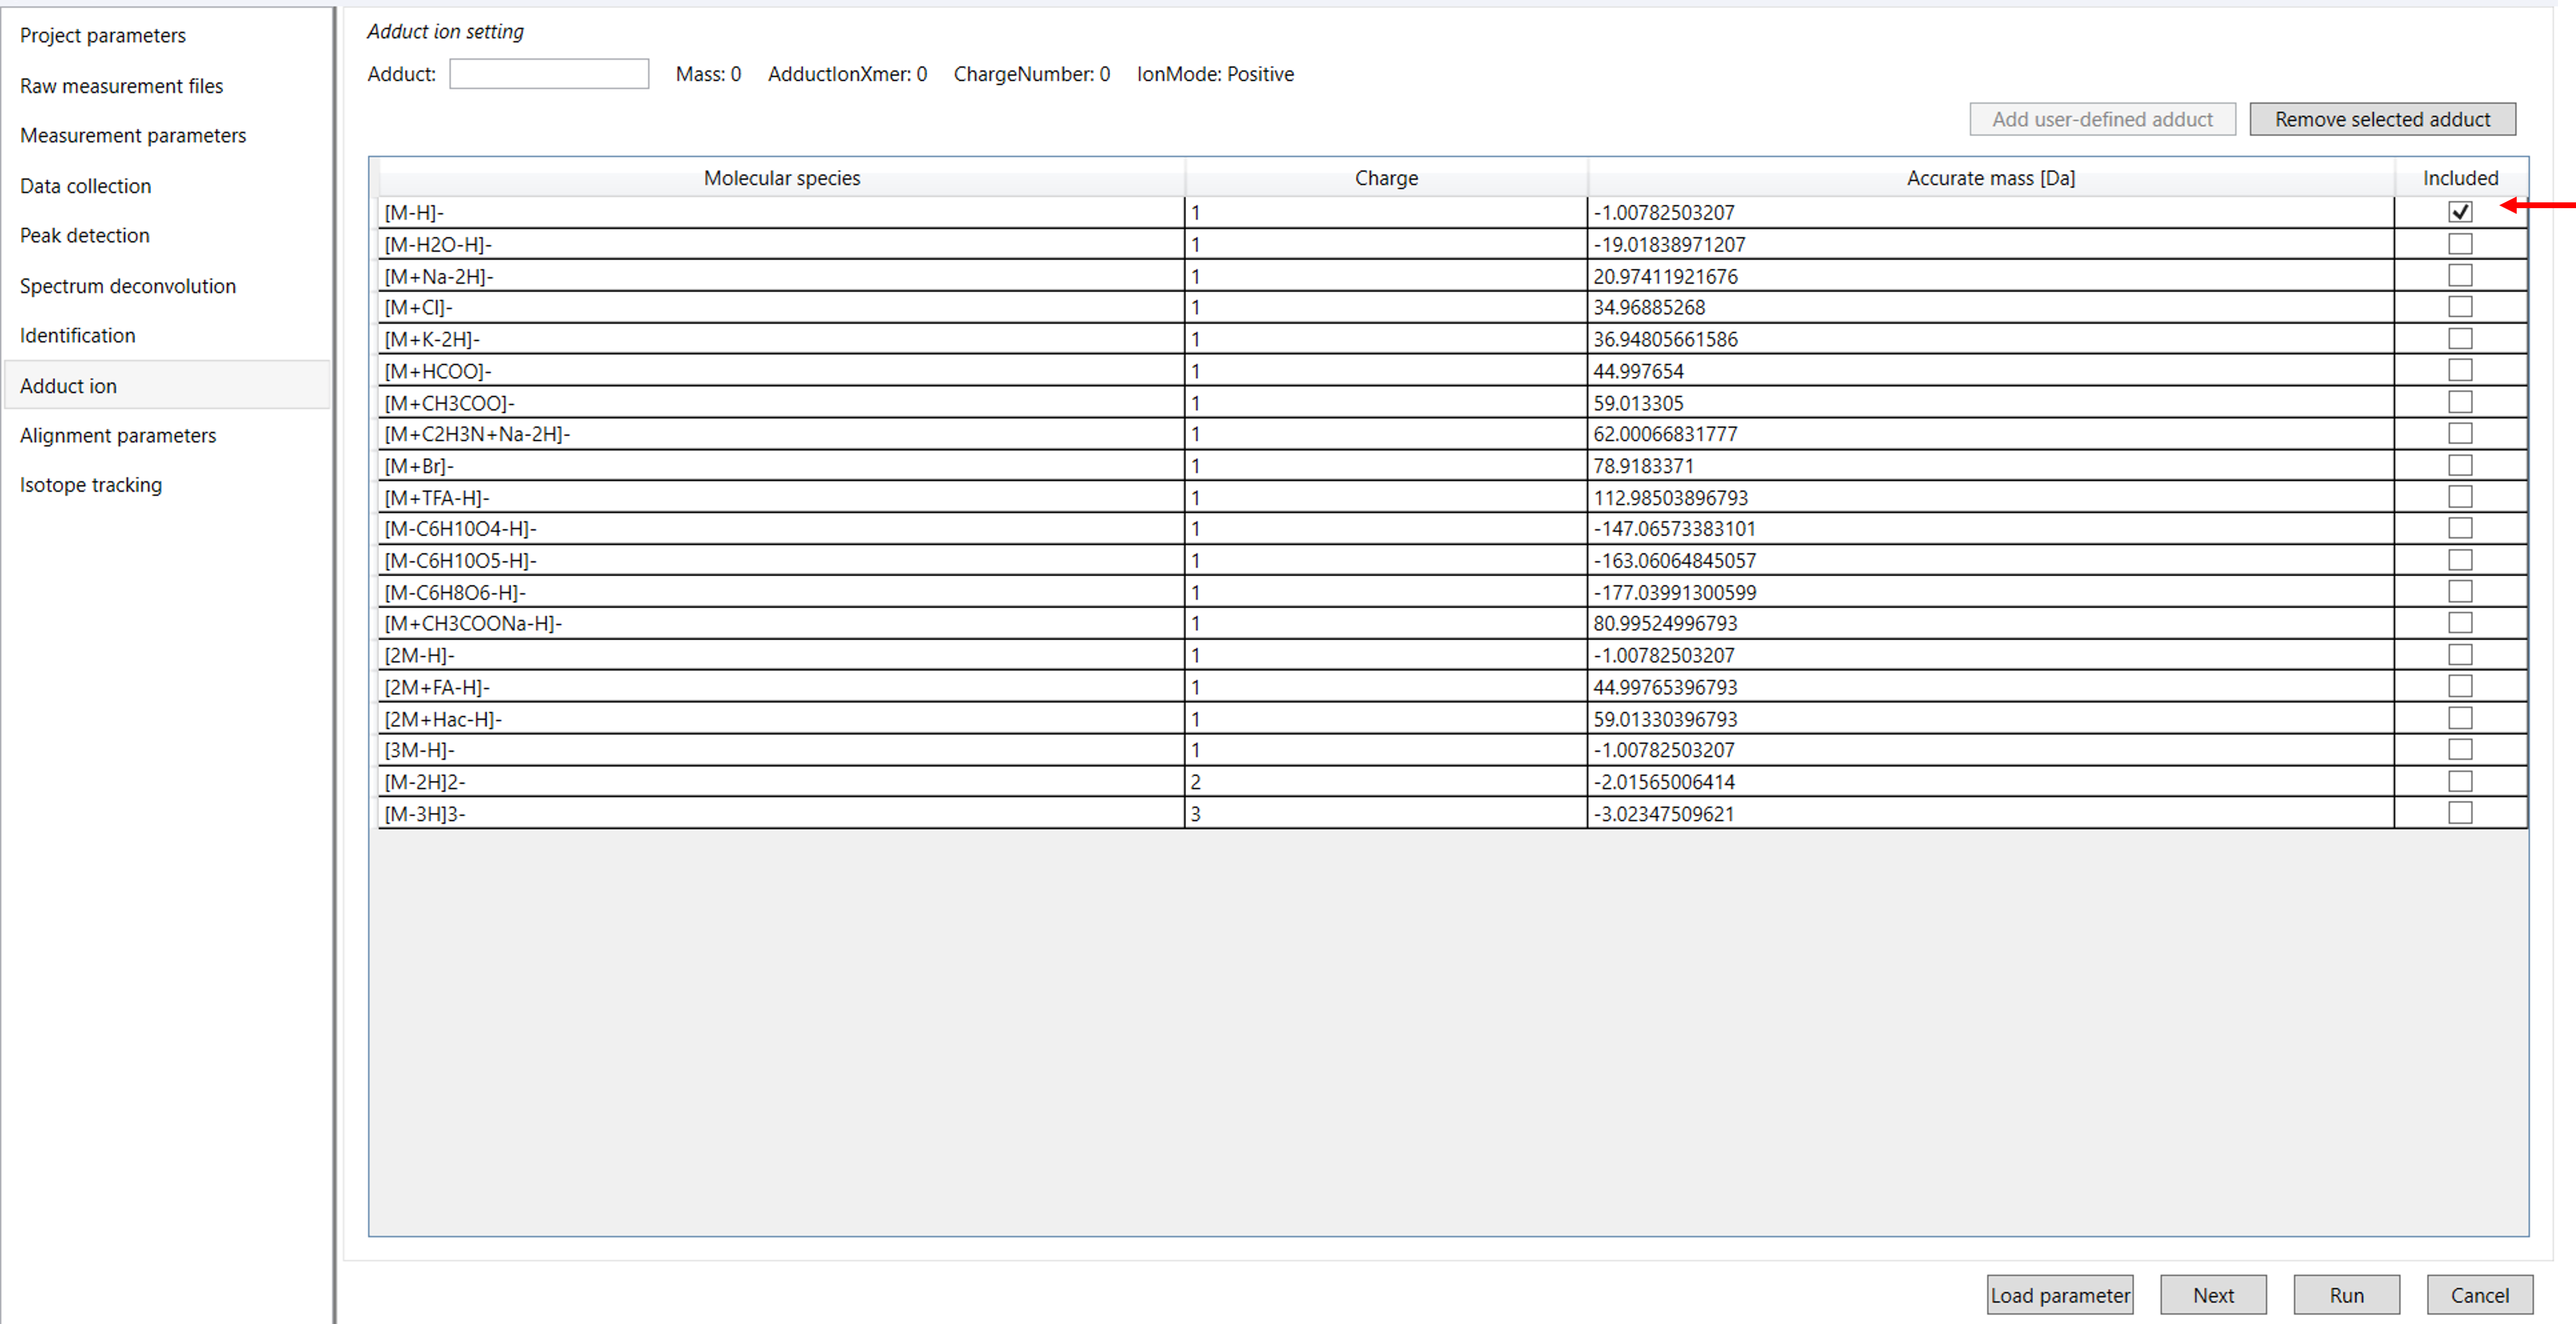 Project parameters
Raw measurement files
Measurement parameters
Data collection
Peak detection
Spectrum deconvolution
Identification
Adduct ion
Alignment parameters
Isotope tracking
Adduct ion setting
Adduct: Mass: 0 AdductIonXmer: 0 ChargeNumber: 0 IonMode: Positive
Add user-defined adduct Remove selected adduct
Molecular species Charge Accurate mass [Da] Included
[M-H]- 1 -1.00782503207
[M-H2O-H]- 1 -19.01838971207
[M+Na-2H]- 1 20.97411921676
[M+Cl]- 1 34.96885268
[M+K-2H]- 1 36.94805661586
[M+HCOO]- 1 44.997654
[M+CH3COO]- 1 59.013305
[M+C2H3N+Na-2H]- 1 62.00066831777
[M+Br]- 1 78.9183371
[M+TFA-H]- 1 112.98503896793
[M-C6H10O4-H]- 1 -147.06573383101
[M-C6H10O5-H]- 1 -163.06064845057
[M-C6H8O6-H]- 1 -177.03991300599
[M+CH3COONa-H]- 1 80.99524996793
[2M-H]- 1 -1.00782503207
[2M+FA-H]- 1 44.99765396793
[2M+Hac-H]- 1 59.01330396793
[3M-H]- 1 -1.00782503207
[M-2H]2- 2 -2.01565006414
[M-3H]3- 3 -3.02347509621
Load parameter Next Run Cancel